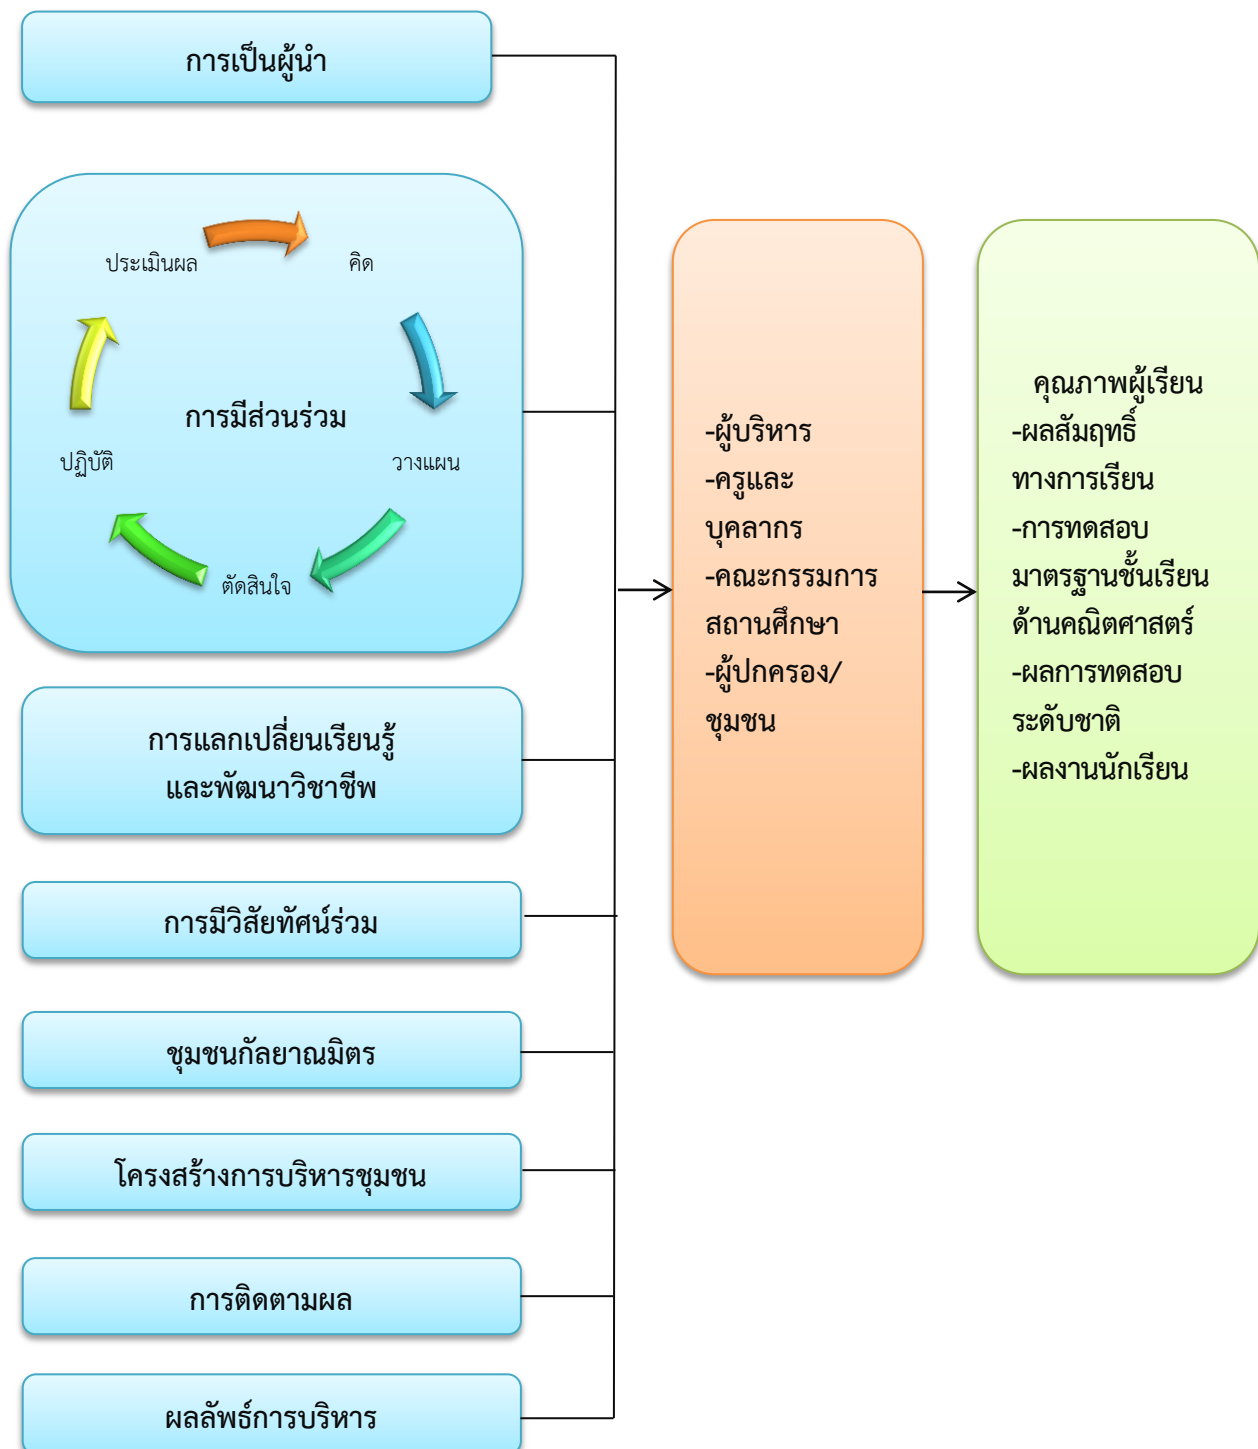 การเป็นผู้นำ
ประเมินผล
คิด
การมีส่วนร่วม
ปฏิบัติ
วางแผน
ตัดสินใจ
การแลกเปลี่ยนเรียนรู้
และพัฒนาวิชาชีพ
การมีวิสัยทัศน์ร่วม
ชุมชนกัลยาณมิตร
โครงสร้างการบริหารชุมชน
การติดตามผล
ผลลัพธ์การบริหาร
-ผู้บริหาร
-ครูและ
บุคลากร
-คณะกรรมการ
สถานศึกษา
-ผู้ปกครอง/
ชุมชน
คุณภาพผู้เรียน
-ผลสัมฤทธิ์
ทางการเรียน
-การทดสอบ
มาตรฐานชั้นเรียน
ด้านคณิตศาสตร์
-ผลการทดสอบ
ระดับชาติ
-ผลงานนักเรียน